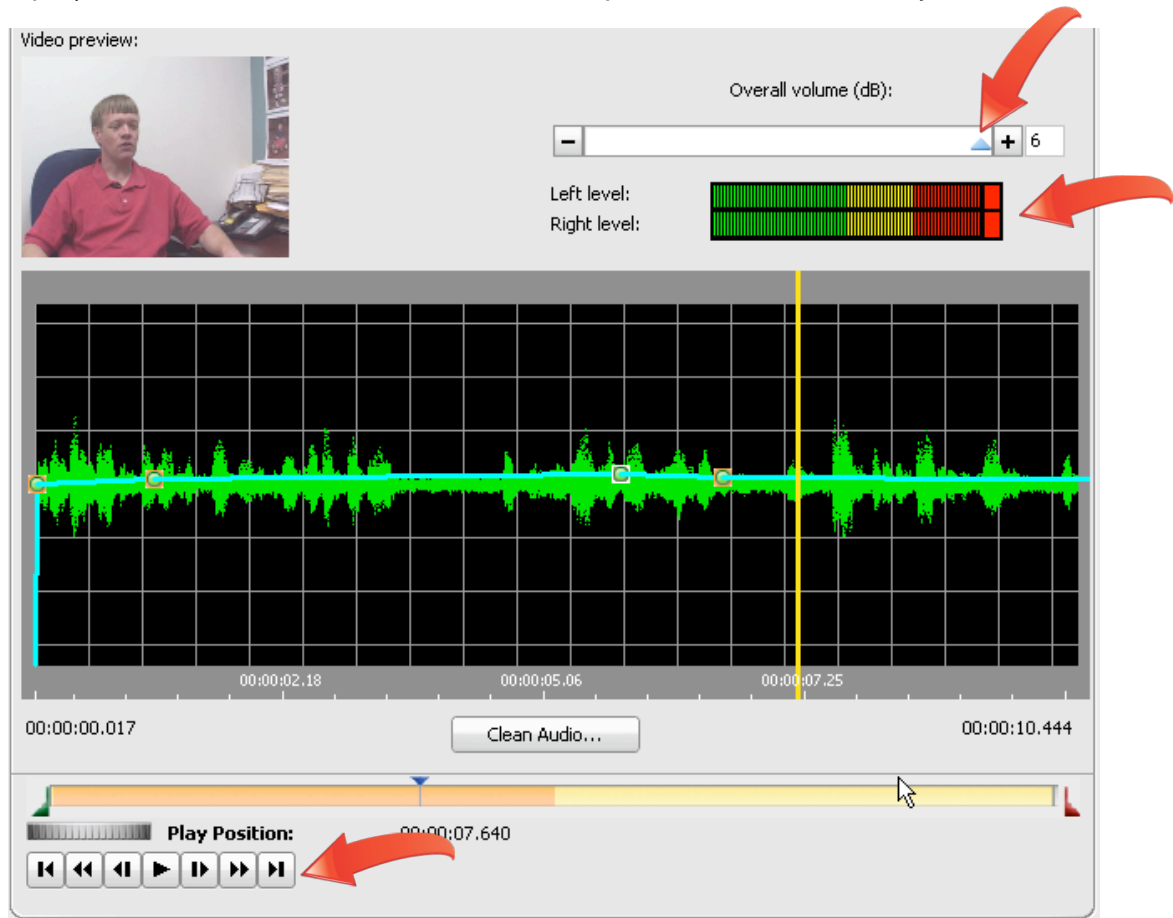 Video preview:
Overall volume (dB):
6
Left level:
Right level:
00:00:02.18
00:00:05.06
00:00:07.25
00:00:00.017
Clean Audio...
00:00:10.444
Play Position:
00:00:07.640